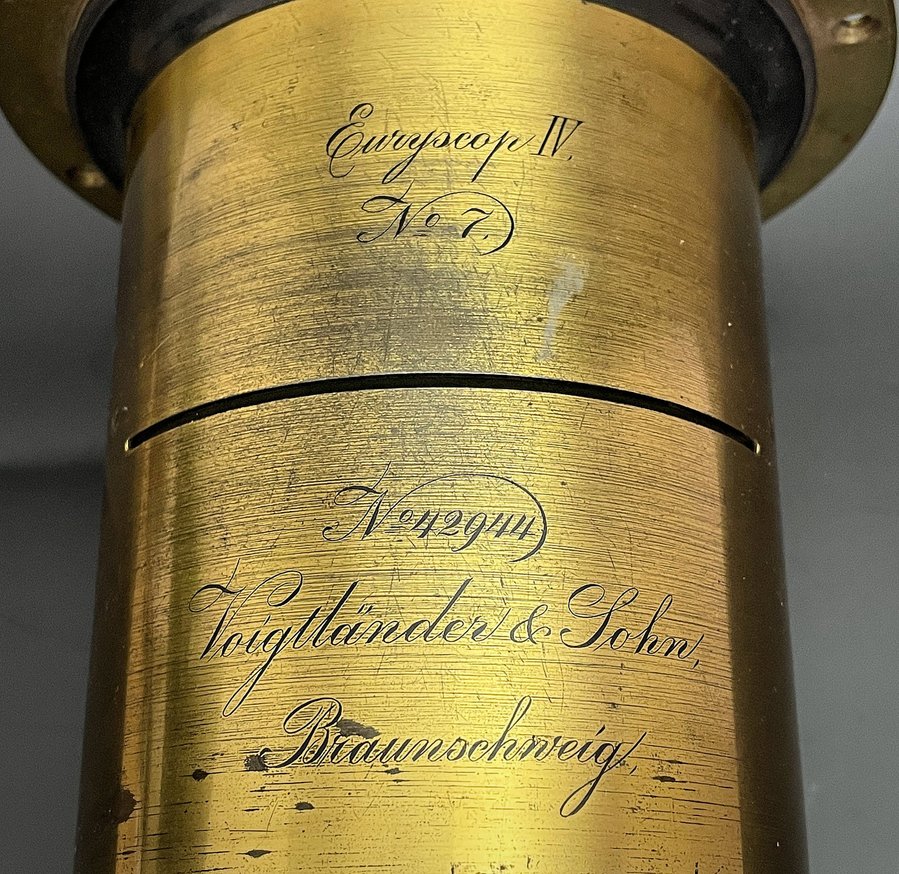 Euryscop IV.
No 7.
No 42944
Voigtländer & Sohn,
Braunschweig,